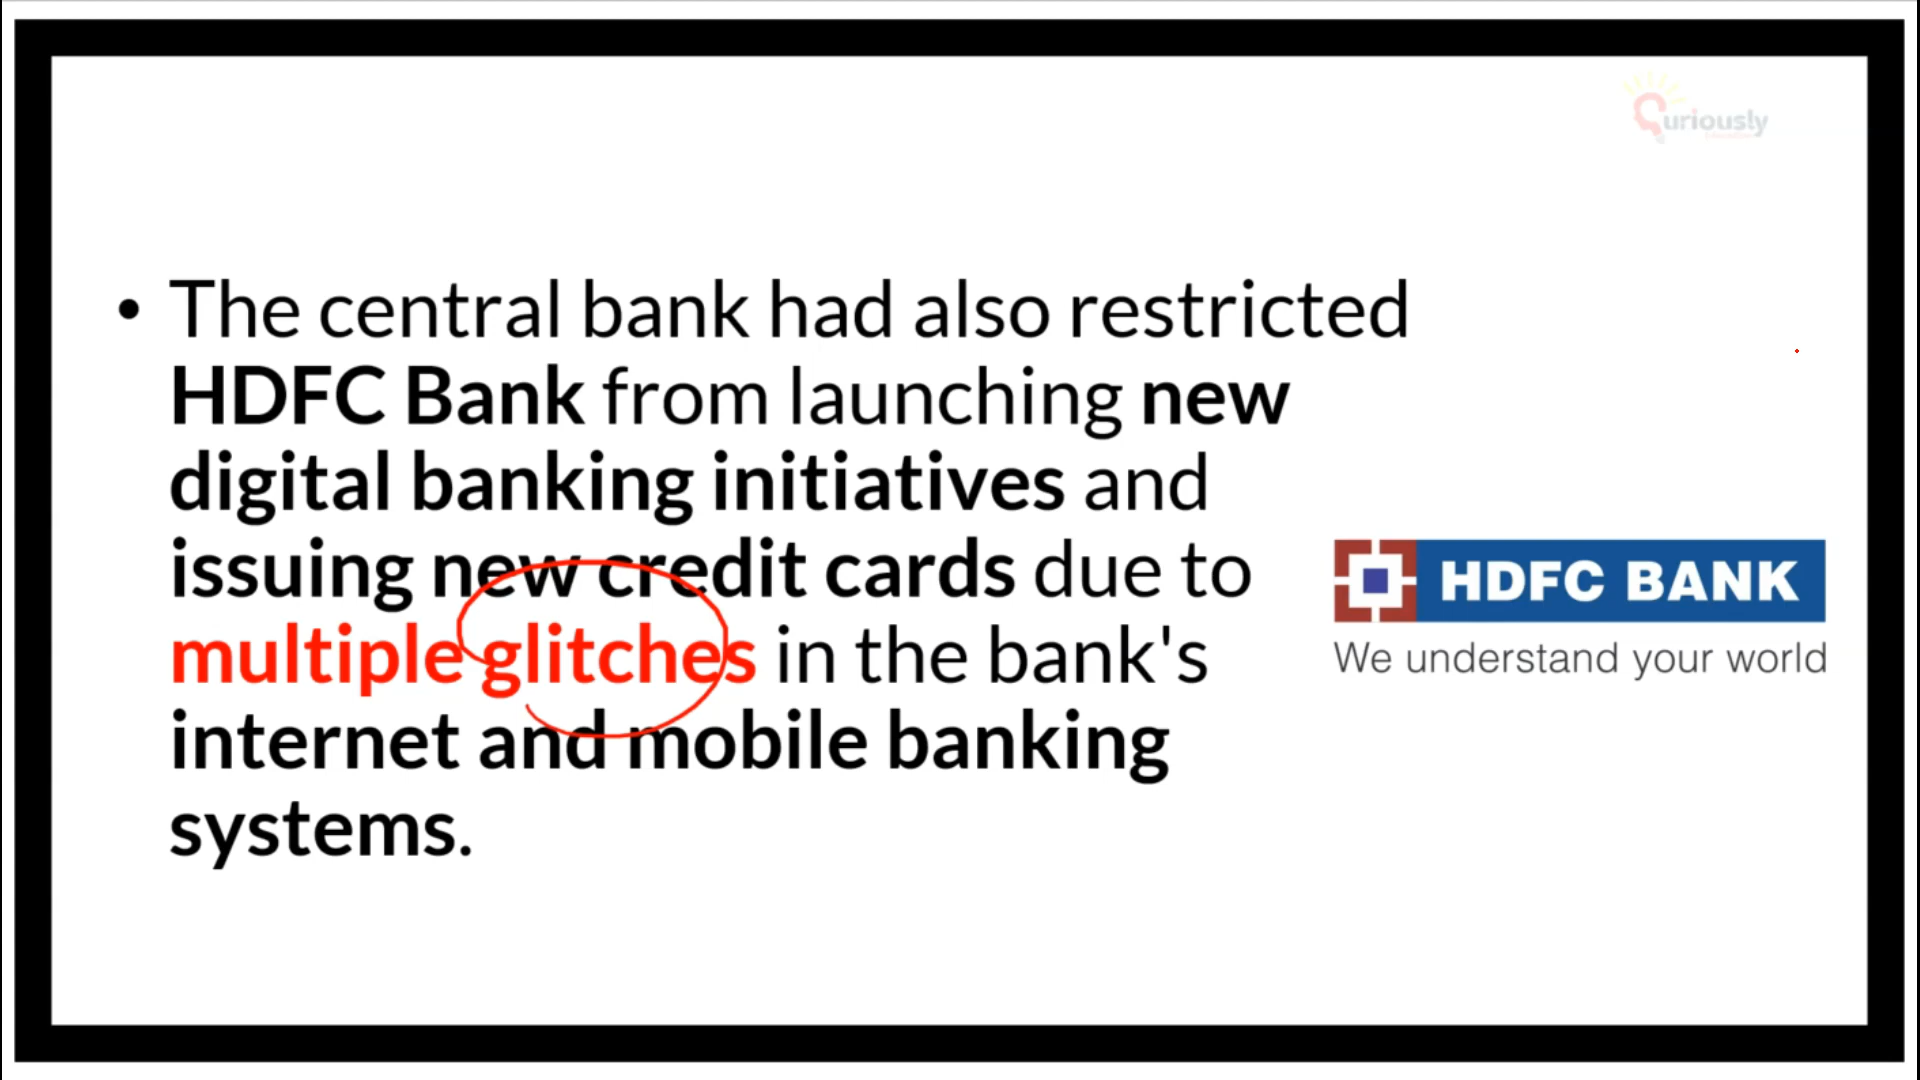 Curiously
• The central bank had also restricted
HDFC Bank from launching new
digital banking initiatives and
issuing new credit cards due to
multiple glitches in the bank's
internet and mobile banking
systems.
HDFC BANK
We understand your world